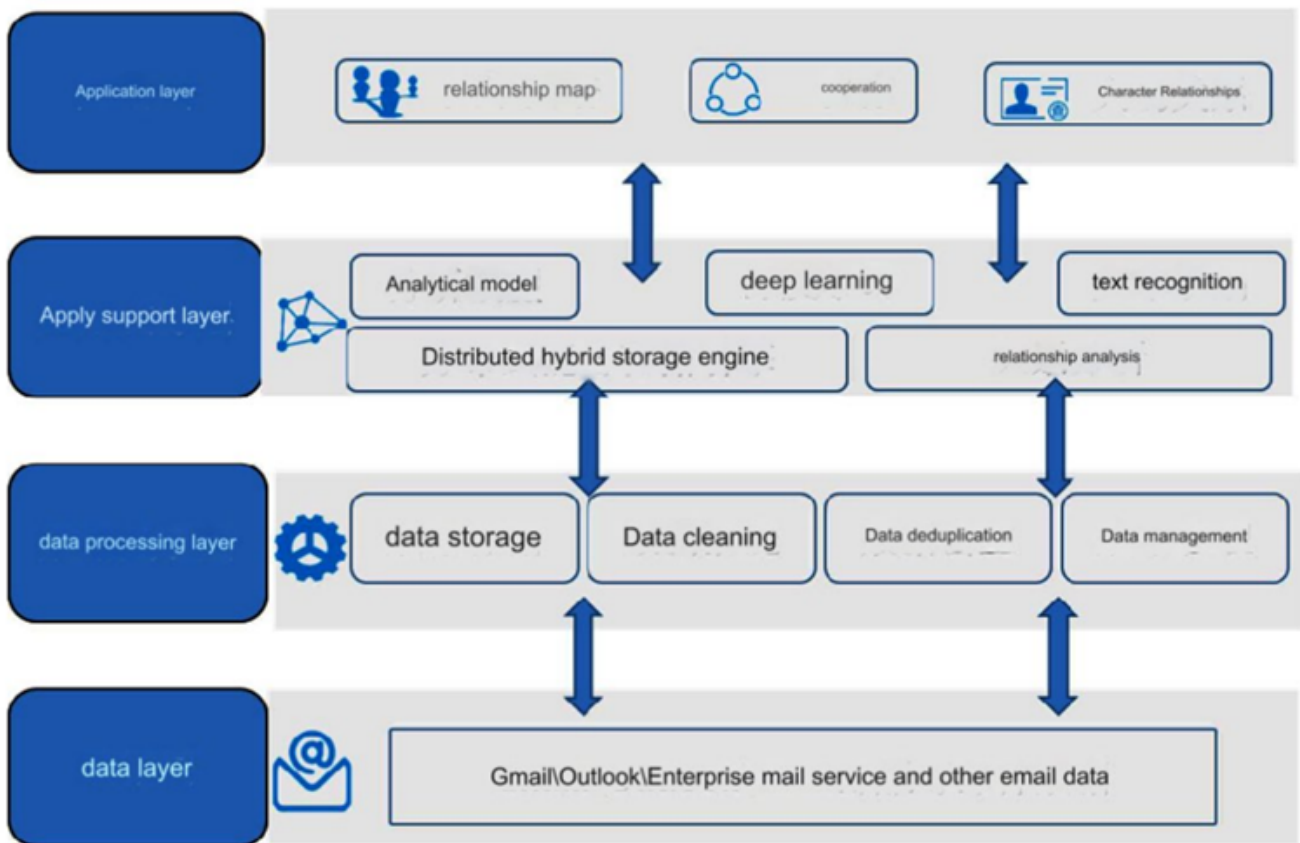 Application layer
relationship map
cooperation
Character Relationships
Apply support layer
Analytical model
deep learning
text recognition
Distributed hybrid storage engine
relationship analysis
data processing layer
data storage
Data cleaning
Data deduplication
Data management
data layer
@
Gmail\Outlook\Enterprise mail service and other email data